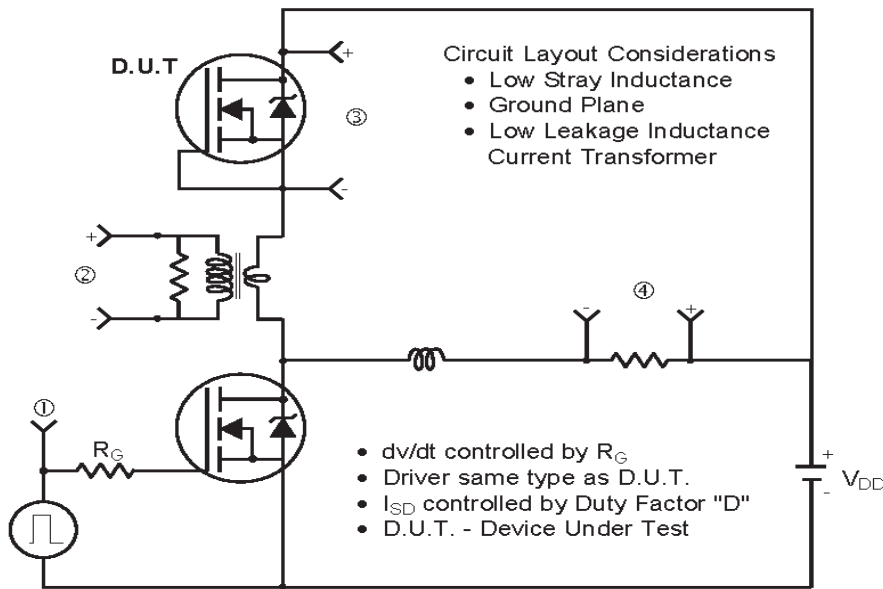 D.U.T
+
Circuit Layout Considerations
• Low Stray Inductance
• Ground Plane
• Low Leakage Inductance
Current Transformer
③
-
+
②
-
④
-
+
①
R_G
• dv/dt controlled by R_G
• Driver same type as D.U.T.
• I_SD controlled by Duty Factor "D"
• D.U.T. - Device Under Test
+
V_DD
-